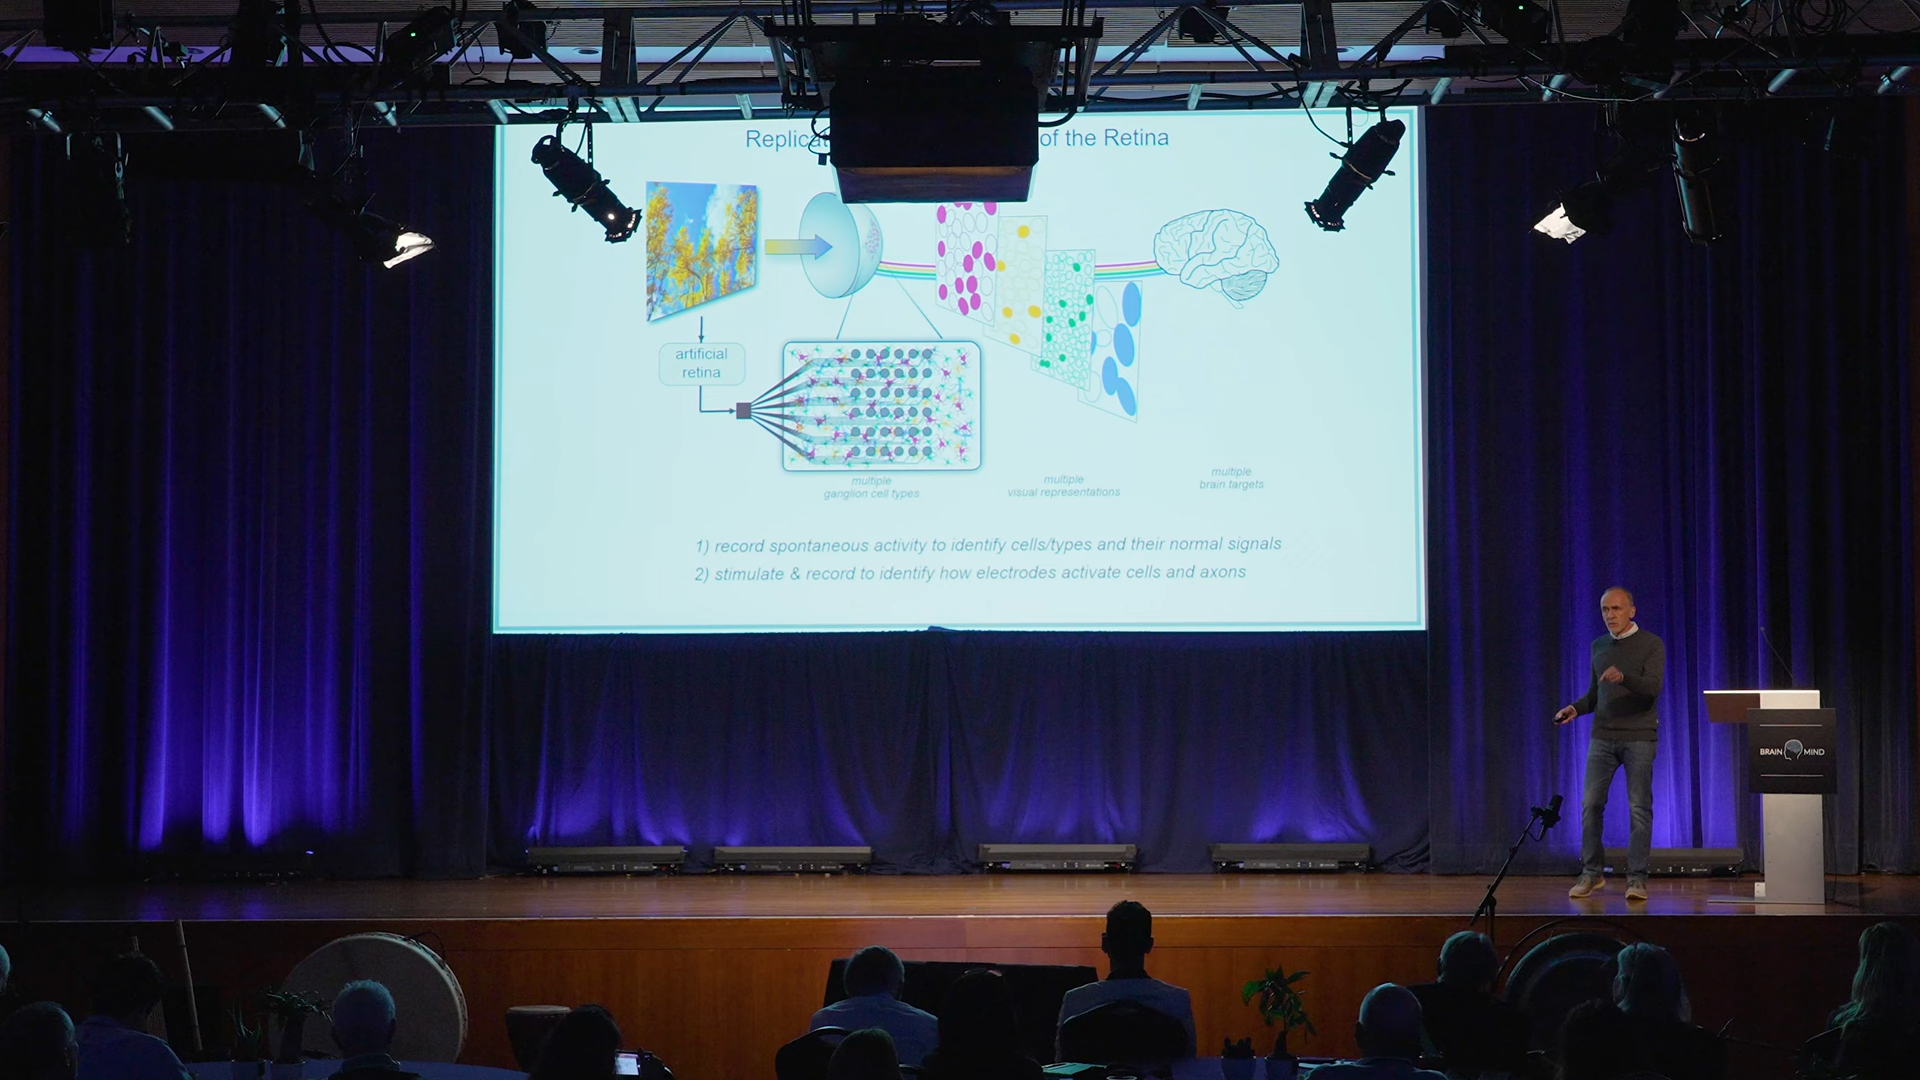 of the Retina
artificial
retina
multiple
ganglion cell types
multiple
visual representations
multiple
brain targets
1) record spontaneous activity to identify cells/types and their normal signals
2) stimulate & record to identify how electrodes activate cells and axons
BRAIN MIND